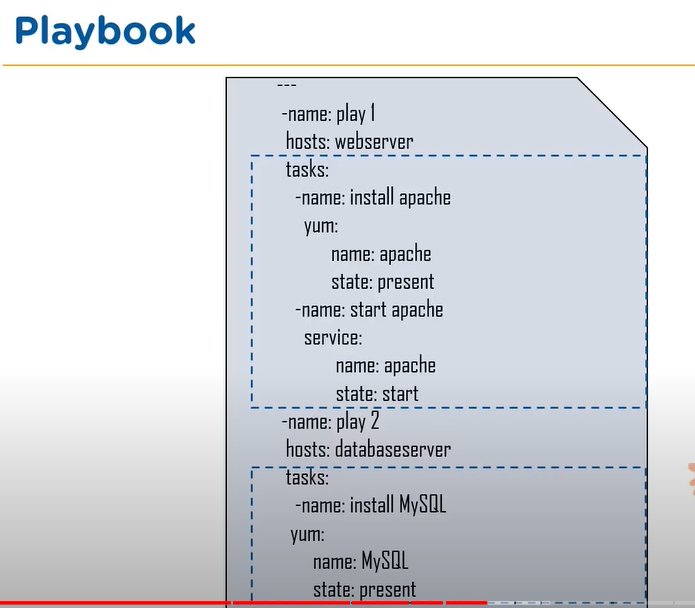 Playbook
---
-name: play 1
hosts: webserver
tasks:
-name: install apache
yum:
name: apache
state: present
-name: start apache
service:
name: apache
state: start
-name: play 2
hosts: databaseserver
tasks:
-name: install MySQL
yum:
name: MySQL
state: present